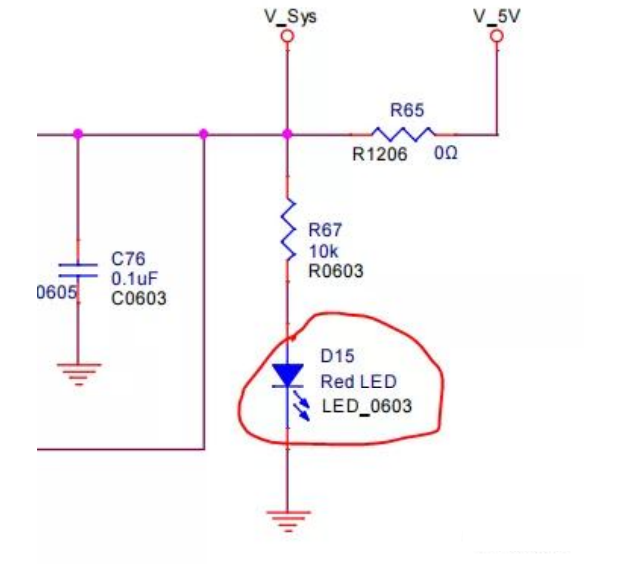 V_Sys
V_5V
R65
R1206
0Ω
R67
10k
R0603
C76
0.1uF
C0603
0605
D15
Red LED
LED_0603